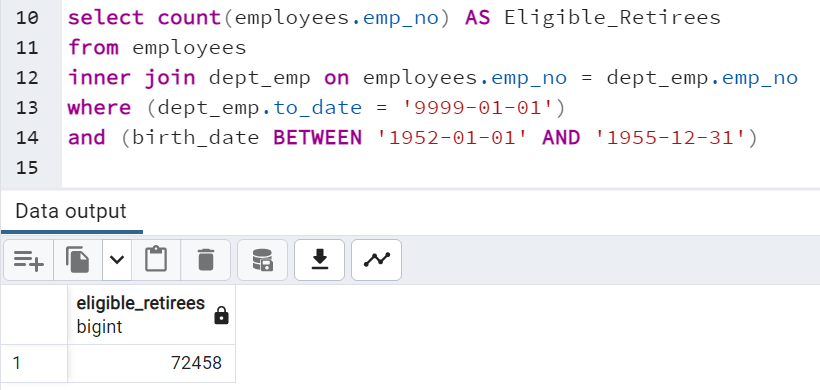 10 select count(employees.emp_no) AS Eligible_Retirees
11 from employees
12 inner join dept_emp on employees.emp_no = dept_emp.emp_no
13 where (dept_emp.to_date = '9999-01-01')
14 and (birth_date BETWEEN '1952-01-01' AND '1955-12-31')
15
Data output
eligible_retirees
bigint
1 72458